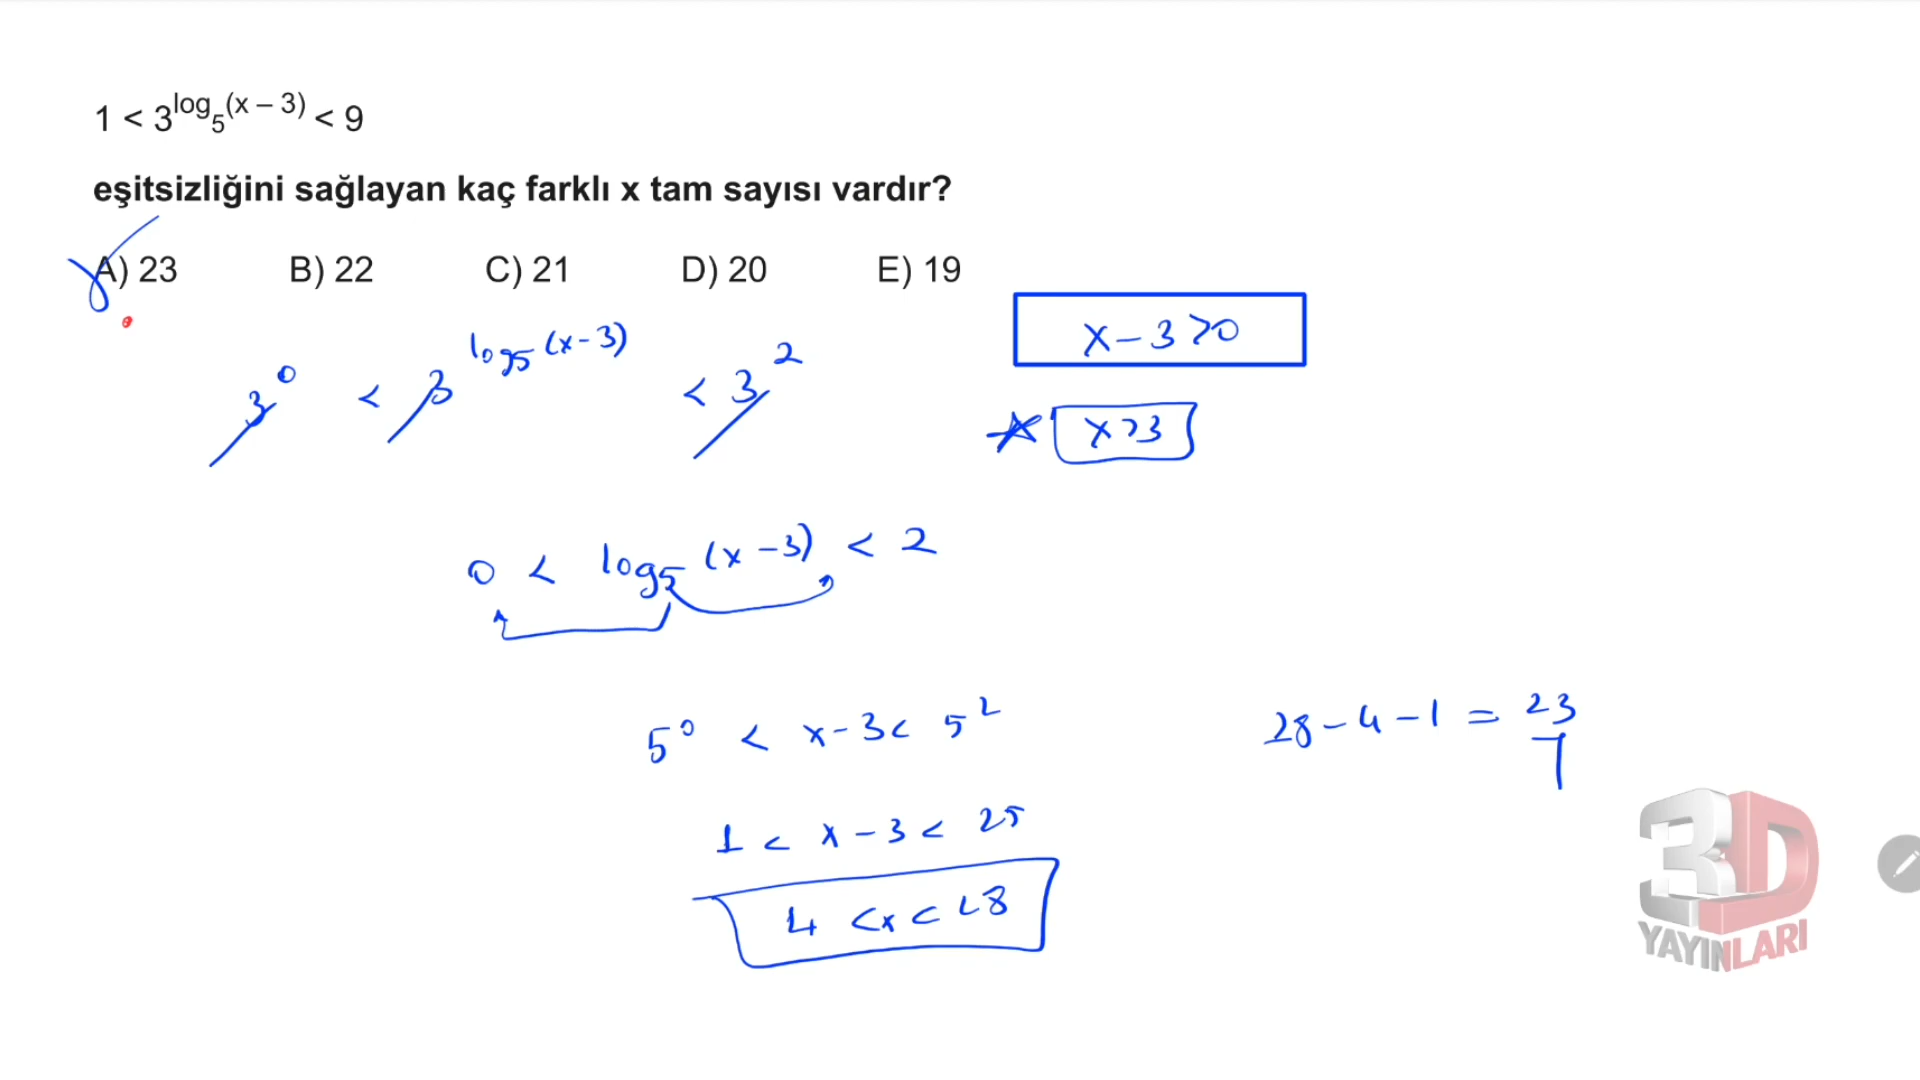 1 < 3^log₅(x – 3) < 9
eşitsizliğini sağlayan kaç farklı x tam sayısı vardır?
A) 23 B) 22 C) 21 D) 20 E) 19
x-3>0
3^0 < 3^log5(x-3) < 3^2
x>3
0 < log5(x-3) < 2
5^0 < x-3 < 5^2
28-4-1 = 23
1 < x-3 < 25
4 < x < 28
3D
YAYINLARI